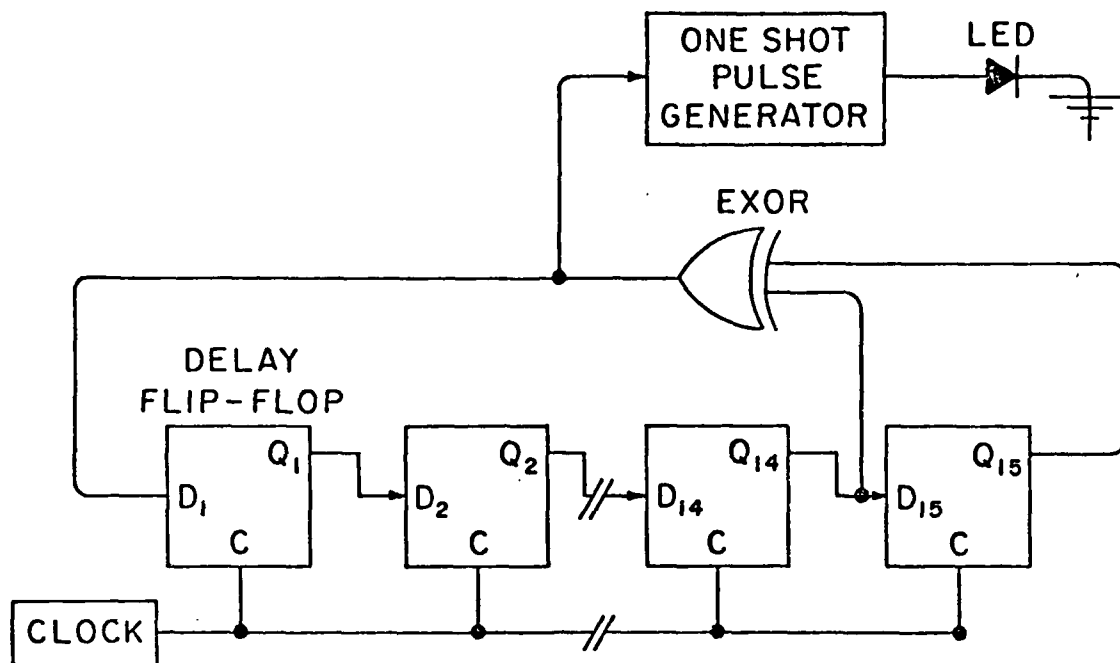 ONE SHOT
PULSE
GENERATOR
LED
EXOR
DELAY
FLIP-FLOP
Q₁
D₁
C
Q₂
D₂
C
Q₁₄
D₁₄
C
Q₁₅
D₁₅
C
CLOCK